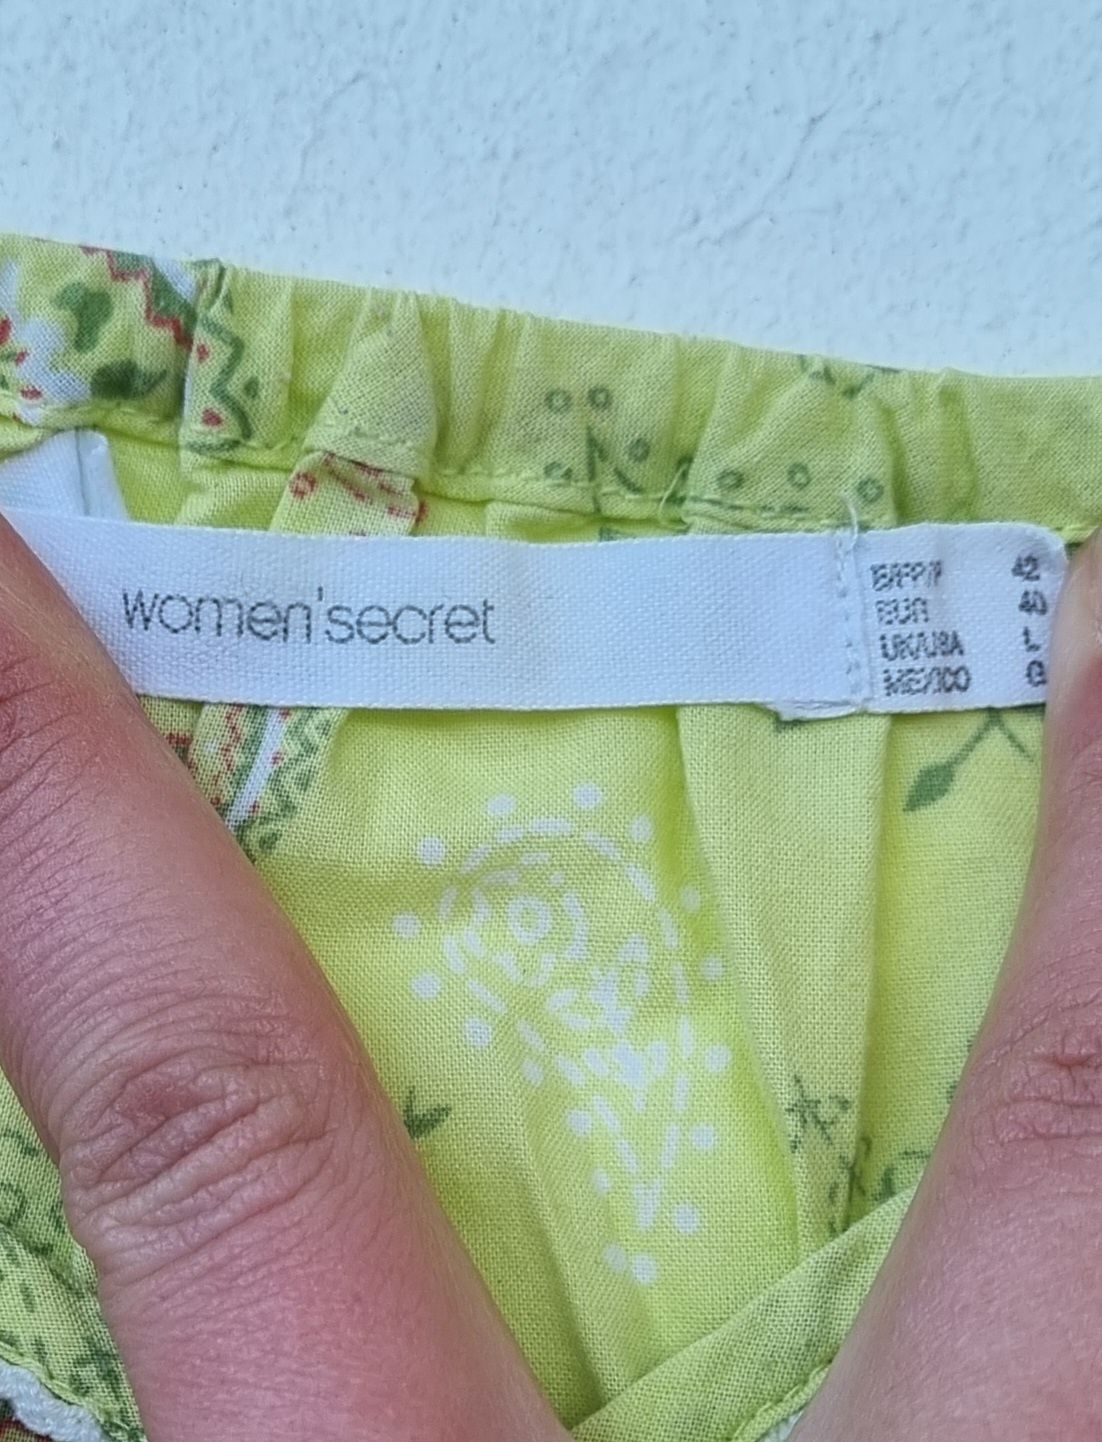 women'secret
E/F/P/I 42
EUR 40
UK/USA L
MEXICO G